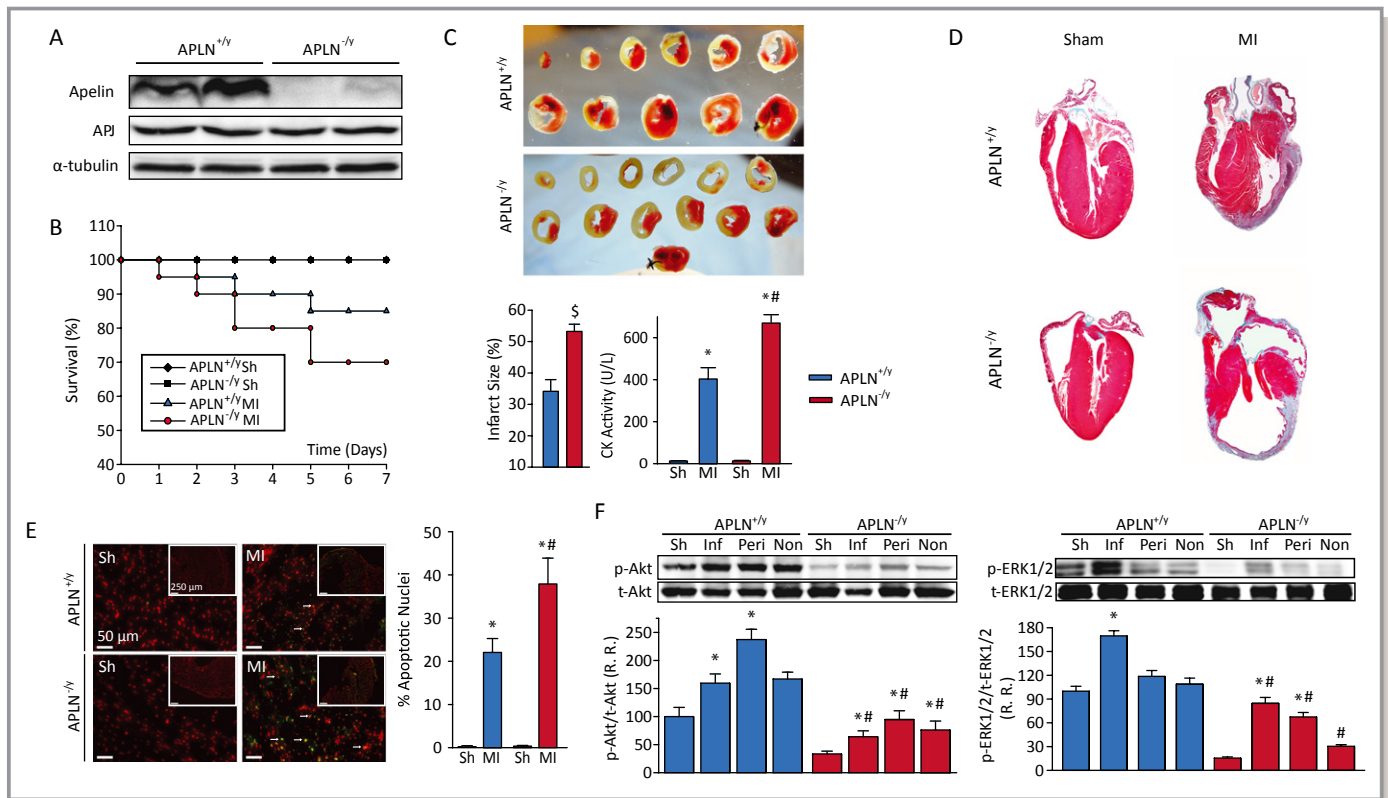 A
APLN+/y APLN-/y
Apelin
APJ
α-tubulin
B
110
100
90
80
70
60
50
40
Survival (%)
APLN+/y Sh
APLN-/y Sh
APLN+/y MI
APLN-/y MI
Time (Days)
0 1 2 3 4 5 6 7
C
APLN+/y
APLN-/y
60
50
40
30
20
10
Infarct Size (%)
$
600
400
200
0
CK Activity (U/L)
* *#
Sh MI Sh MI
APLN+/y
APLN-/y
D
Sham MI
APLN+/y
APLN-/y
E
APLN+/y
APLN-/y
Sh MI
250 µm
50 µm
Sh MI
50
40
30
20
10
0
% Apoptotic Nuclei
* *#
Sh MI Sh MI
F
APLN+/y APLN-/y
Sh Inf Peri Non Sh Inf Peri Non
p-Akt
t-Akt
250
200
150
100
50
0
p-Akt/t-Akt (R. R.)
* * *# *# *#
APLN+/y APLN-/y
Sh Inf Peri Non Sh Inf Peri Non
p-ERK1/2
t-ERK1/2
180
150
120
90
60
30
0
p-ERK1/2/t-ERK1/2
(R. R.)
* *# *# #